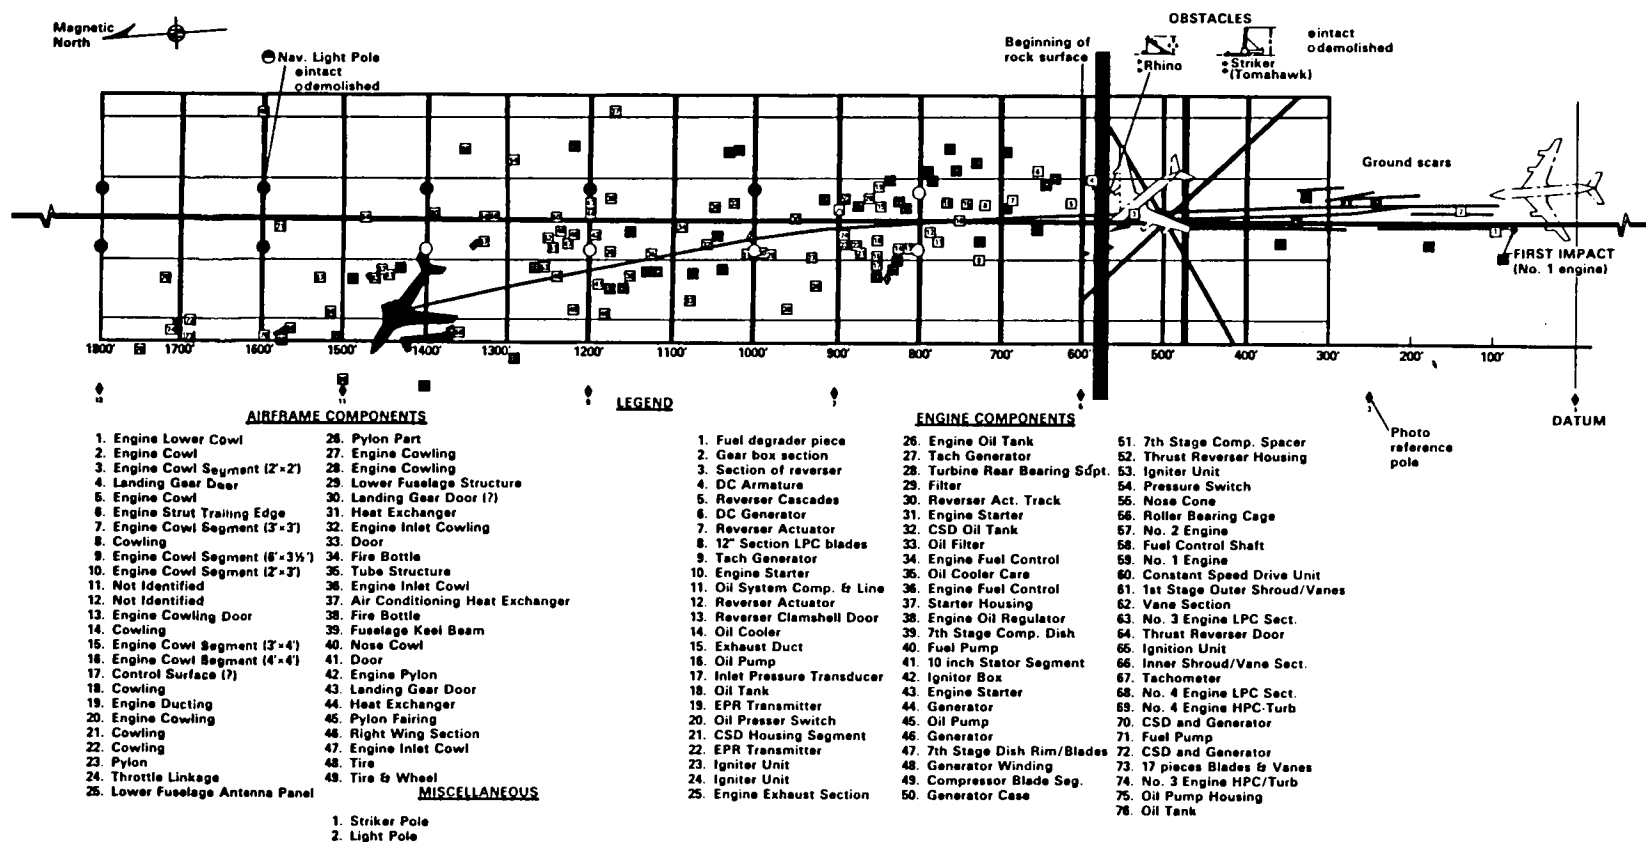 Magnetic
North
Nav. Light Pole
intact
demolished
Beginning of
rock surface
OBSTACLES
Rhino
Striker
(Tomahawk)
intact
demolished
Ground scars
FIRST IMPACT
(No. 1 engine)
1800' 1700' 1600' 1500' 1400' 1300' 1200' 1100' 1000' 900' 800' 700' 600' 500' 400' 300' 200' 100' 0'
DATUM
Photo
reference
pole
LEGEND
AIRFRAME COMPONENTS
1. Engine Lower Cowl
2. Engine Cowl
3. Engine Cowl Segment (2'×2')
4. Landing Gear Door
5. Engine Cowl
6. Engine Strut Trailing Edge
7. Engine Cowl Segment (3'×3')
8. Cowling
9. Engine Cowl Segment (6'×3½')
10. Engine Cowl Segment (2'×3')
11. Not Identified
12. Not Identified
13. Engine Cowling Door
14. Cowling
15. Engine Cowl Segment (3'×4')
16. Engine Cowl Segment (4'×4')
17. Control Surface (?)
18. Cowling
19. Engine Ducting
20. Engine Cowling
21. Cowling
22. Cowling
23. Pylon
24. Throttle Linkage
25. Lower Fuselage Antenna Panel
26. Pylon Part
27. Engine Cowling
28. Engine Cowling
29. Lower Fuselage Structure
30. Landing Gear Door (?)
31. Heat Exchanger
32. Engine Inlet Cowling
33. Door
34. Fire Bottle
35. Tube Structure
36. Engine Inlet Cowl
37. Air Conditioning Heat Exchanger
38. Fire Bottle
39. Fuselage Keel Beam
40. Nose Cowl
41. Door
42. Engine Pylon
43. Landing Gear Door
44. Heat Exchanger
45. Pylon Fairing
46. Right Wing Section
47. Engine Inlet Cowl
48. Tire
49. Tire & Wheel
MISCELLANEOUS
1. Striker Pole
2. Light Pole
ENGINE COMPONENTS
1. Fuel degrader piece
2. Gear box section
3. Section of reverser
4. DC Armature
5. Reverser Cascades
6. DC Generator
7. Reverser Actuator
8. 12" Section LPC blades
9. Tach Generator
10. Engine Starter
11. Oil System Comp. & Line
12. Reverser Actuator
13. Reverser Clamshell Door
14. Oil Cooler
15. Exhaust Duct
16. Oil Pump
17. Inlet Pressure Transducer
18. Oil Tank
19. EPR Transmitter
20. Oil Presser Switch
21. CSD Housing Segment
22. EPR Transmitter
23. Igniter Unit
24. Igniter Unit
25. Engine Exhaust Section
26. Engine Oil Tank
27. Tach Generator
28. Turbine Rear Bearing Supt.
29. Filter
30. Reverser Act. Track
31. Engine Starter
32. CSD Oil Tank
33. Oil Filter
34. Engine Fuel Control
35. Oil Cooler Care
36. Engine Fuel Control
37. Starter Housing
38. Engine Oil Regulator
39. 7th Stage Comp. Dish
40. Fuel Pump
41. 10 inch Stator Segment
42. Ignitor Box
43. Engine Starter
44. Generator
45. Oil Pump
46. Generator
47. 7th Stage Dish Rim/Blades
48. Generator Winding
49. Compressor Blade Seg.
50. Generator Case
51. 7th Stage Comp. Spacer
52. Thrust Reverser Housing
53. Igniter Unit
54. Pressure Switch
55. Nose Cone
56. Roller Bearing Cage
57. No. 2 Engine
58. Fuel Control Shaft
59. No. 1 Engine
60. Constant Speed Drive Unit
61. 1st Stage Outer Shroud/Vanes
62. Vane Section
63. No. 3 Engine LPC Sect.
64. Thrust Reverser Door
65. Ignition Unit
66. Inner Shroud/Vane Sect.
67. Tachometer
68. No. 4 Engine LPC Sect.
69. No. 4 Engine HPC-Turb
70. CSD and Generator
71. Fuel Pump
72. CSD and Generator
73. 17 pieces Blades & Vanes
74. No. 3 Engine HPC/Turb
75. Oil Pump Housing
76. Oil Tank